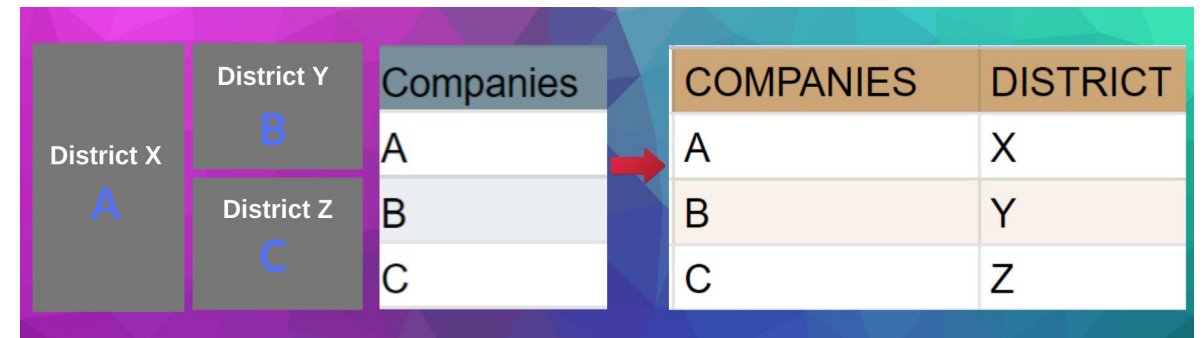 District X
A
District Y
B
District Z
C
Companies
A
B
C
COMPANIES DISTRICT
A X
B Y
C Z